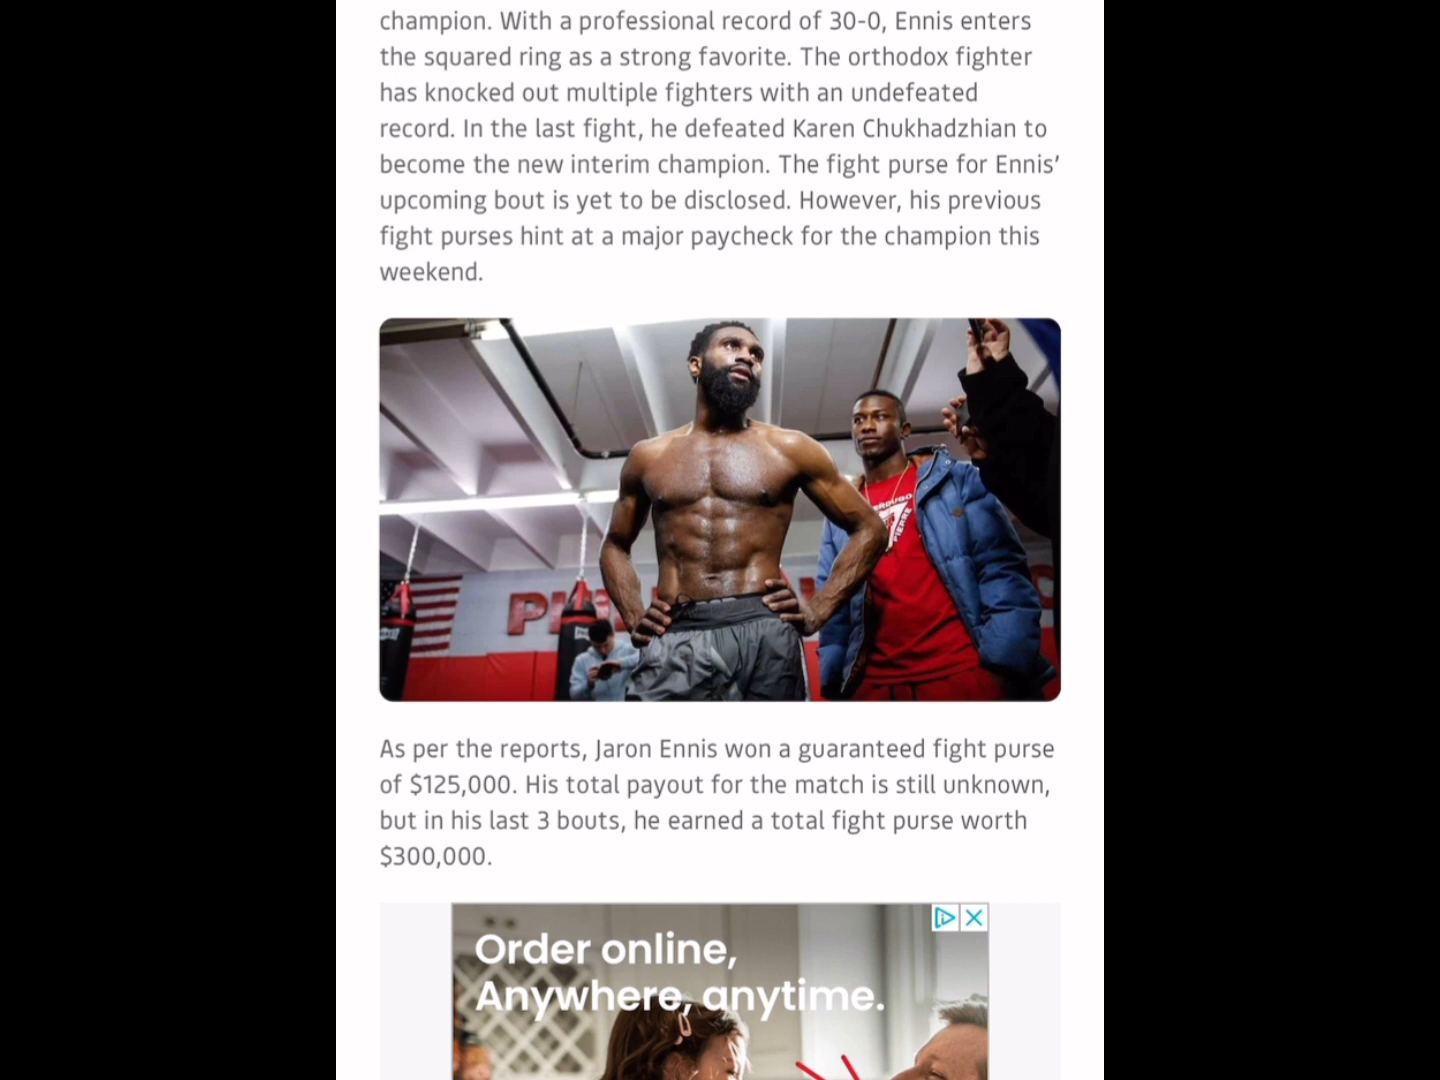 champion. With a professional record of 30-0, Ennis enters
the squared ring as a strong favorite. The orthodox fighter
has knocked out multiple fighters with an undefeated
record. In the last fight, he defeated Karen Chukhadzhian to
become the new interim champion. The fight purse for Ennis’
upcoming bout is yet to be disclosed. However, his previous
fight purses hint at a major paycheck for the champion this
weekend.
PIERRE
As per the reports, Jaron Ennis won a guaranteed fight purse
of $125,000. His total payout for the match is still unknown,
but in his last 3 bouts, he earned a total fight purse worth
$300,000.
Order online,
Anywhere, anytime.